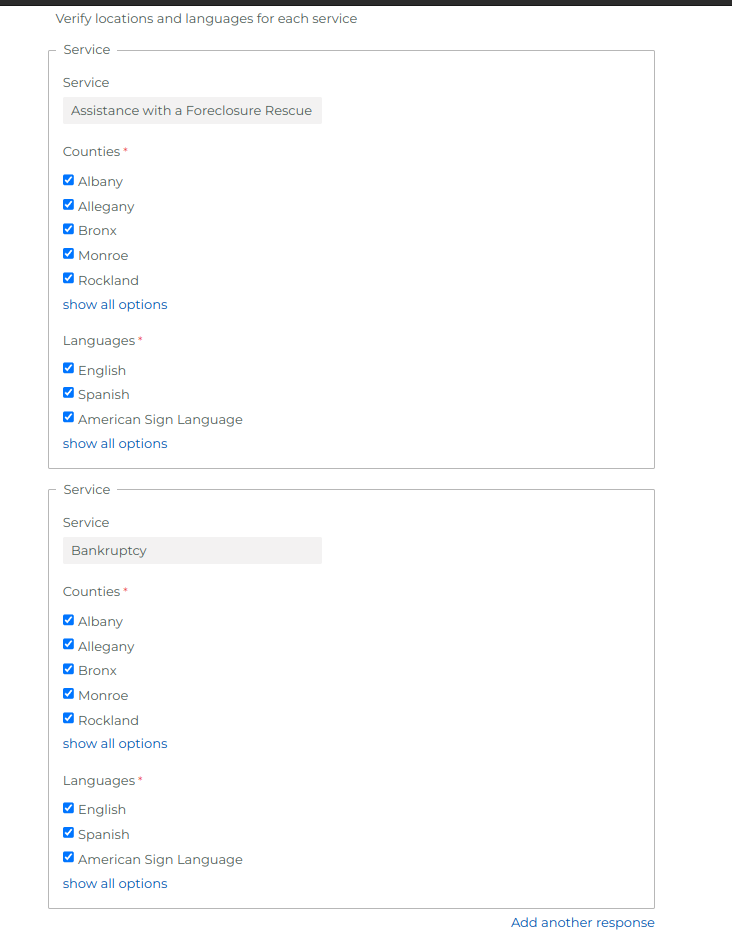 Verify locations and languages for each service
Service
Service
Assistance with a Foreclosure Rescue
Counties *
Albany
Allegany
Bronx
Monroe
Rockland
show all options
Languages *
English
Spanish
American Sign Language
show all options
Service
Service
Bankruptcy
Counties *
Albany
Allegany
Bronx
Monroe
Rockland
show all options
Languages *
English
Spanish
American Sign Language
show all options
Add another response